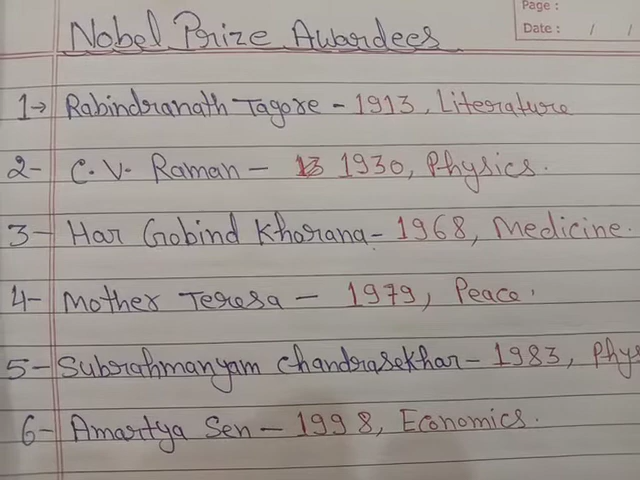 Page :
Date : / /
Nobel Prize Awardees
1→ Rabindranath Tagore - 1913, Literature
2- C. V. Raman - 1930, Physics.
3- Har Gobind Khorana - 1968, Medicine.
4- Mother Teresa - 1979, Peace.
5- Subrahmanyam Chandrasekhar - 1983, Phys
6- Amartya Sen - 1998, Economics.